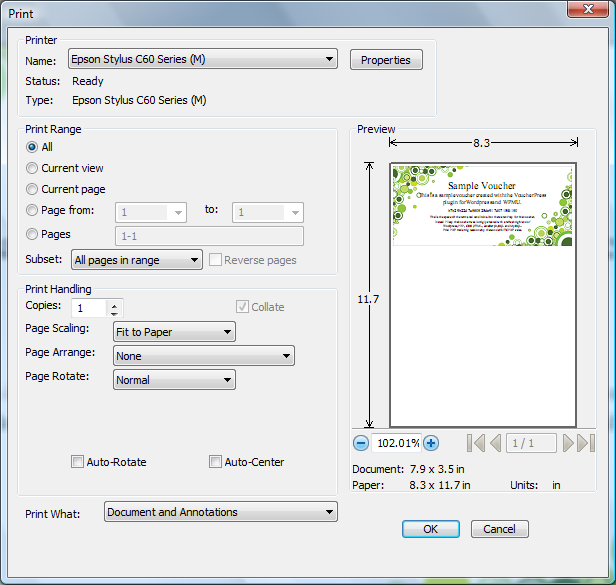 Print
Printer
Name: Epson Stylus C60 Series (M) Properties
Status: Ready
Type: Epson Stylus C60 Series (M)
Print Range
All
Current view
Current page
Page from: 1 to: 1
Pages 1-1
Subset: All pages in range Reverse pages
Print Handling
Copies: 1 Collate
Page Scaling: Fit to Paper
Page Arrange: None
Page Rotate: Normal
Auto-Rotate Auto-Center
Print What: Document and Annotations
Preview
8.3
11.7
Sample Voucher
This is a sample voucher created with the VoucherPress
plugin for Wordpress and WPMU.
102.01% 1 / 1
Document: 7.9 x 3.5 in
Paper: 8.3 x 11.7 in Units: in
OK Cancel